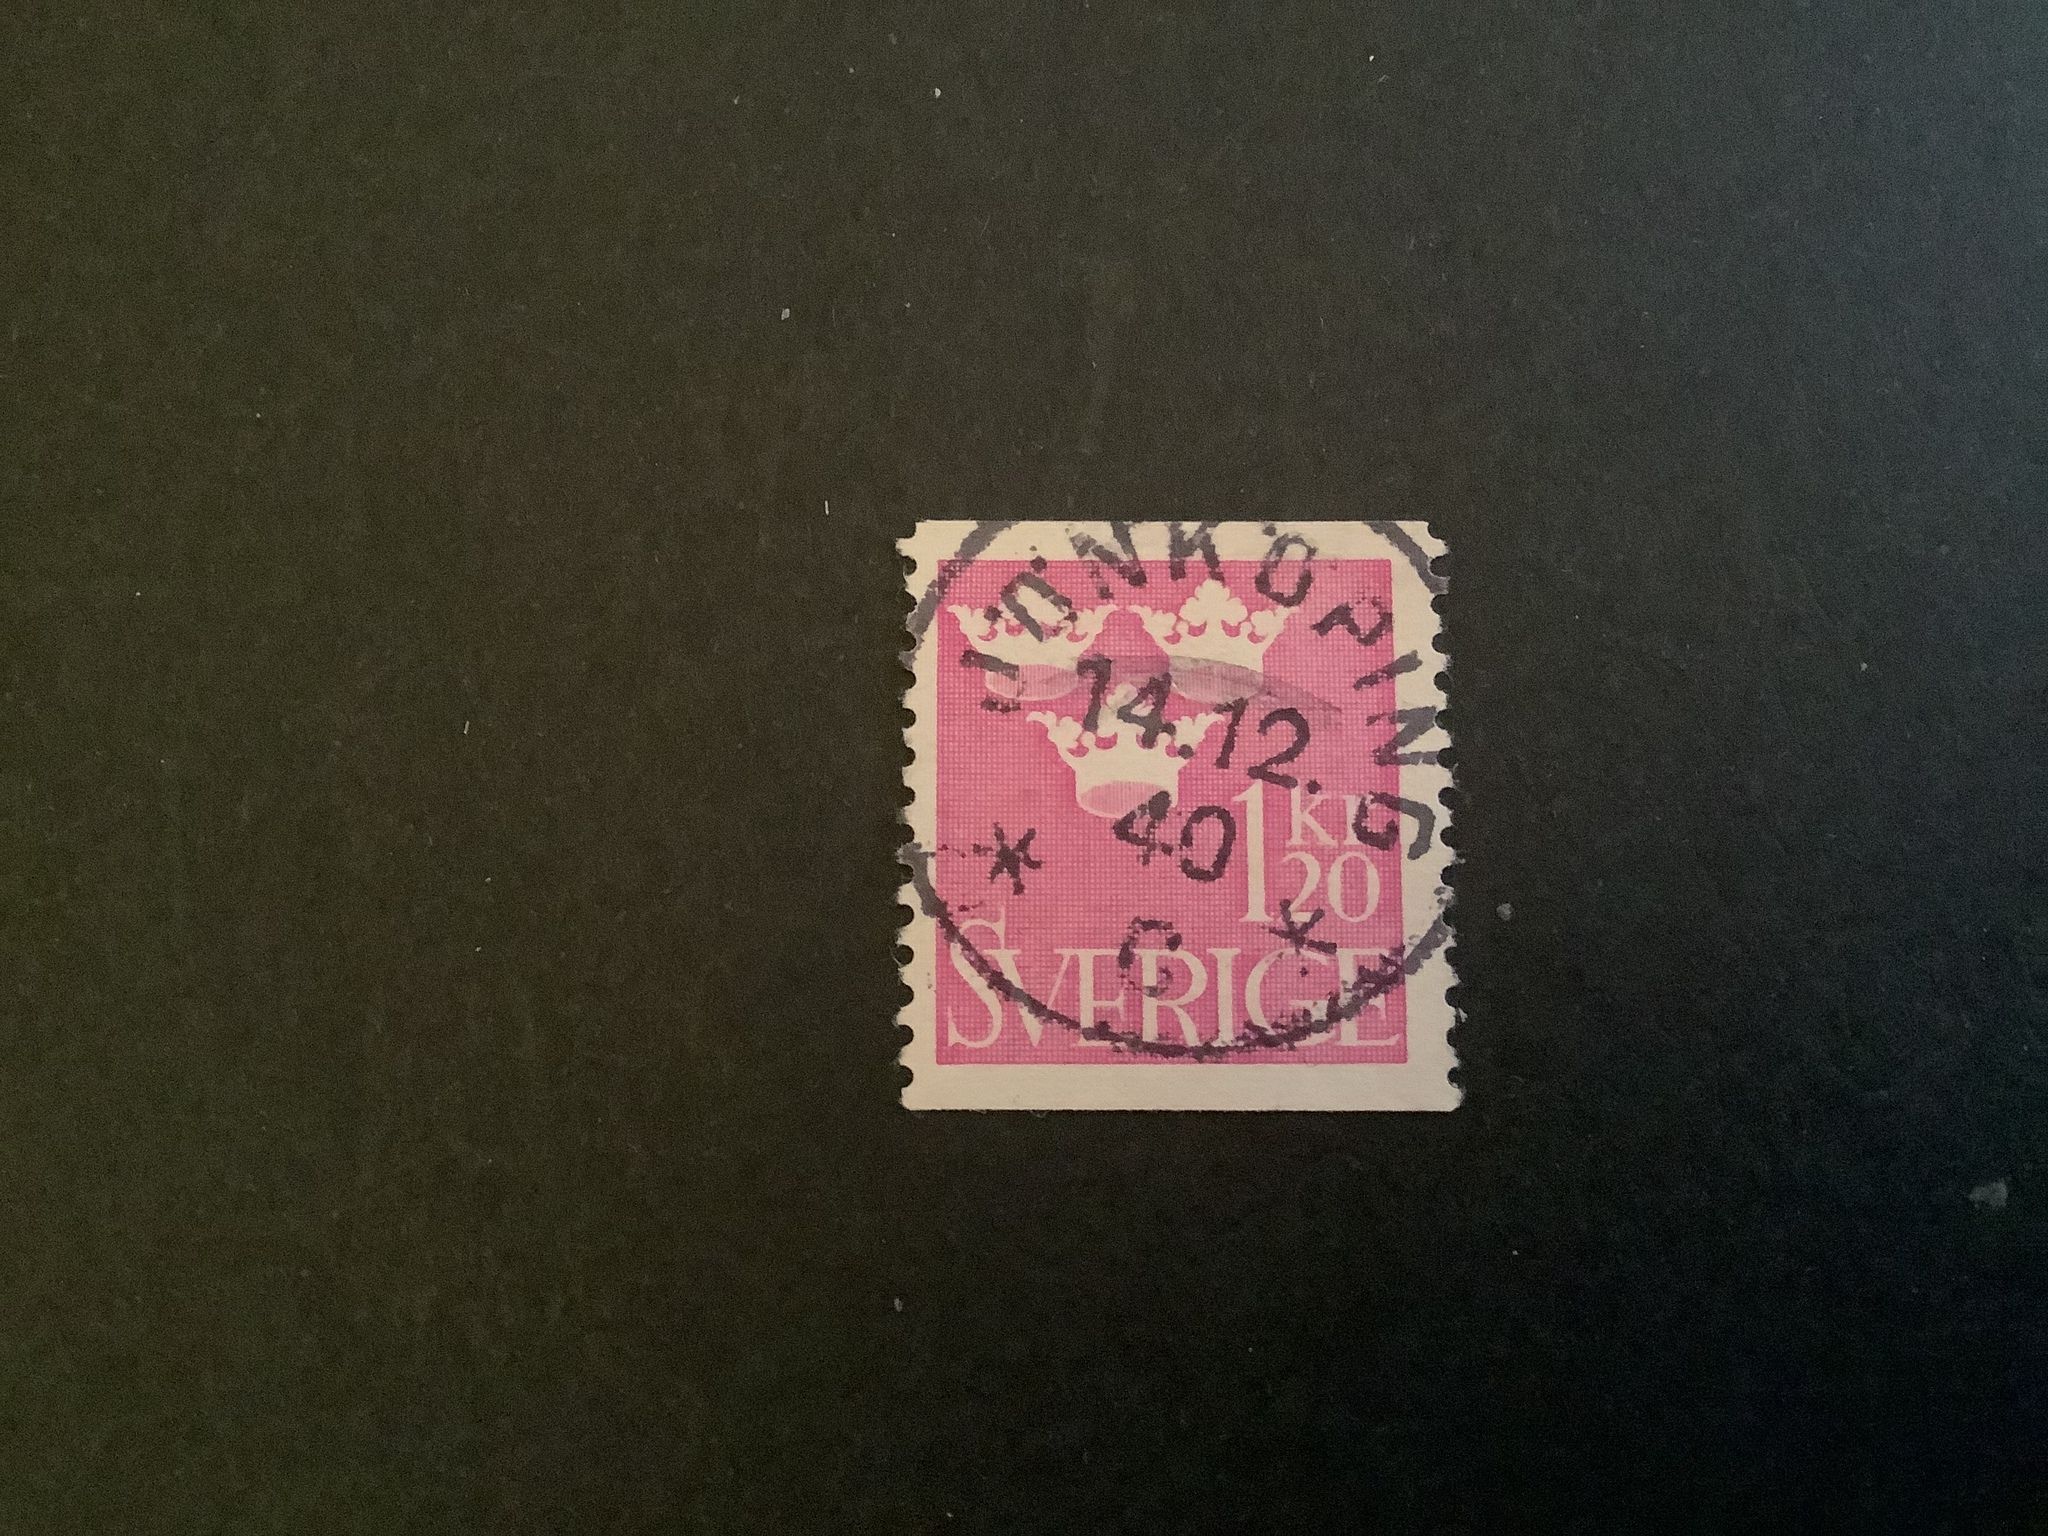 JÖNKÖPING
14.12.
40
1 KR
20
* C *
SVERIGE